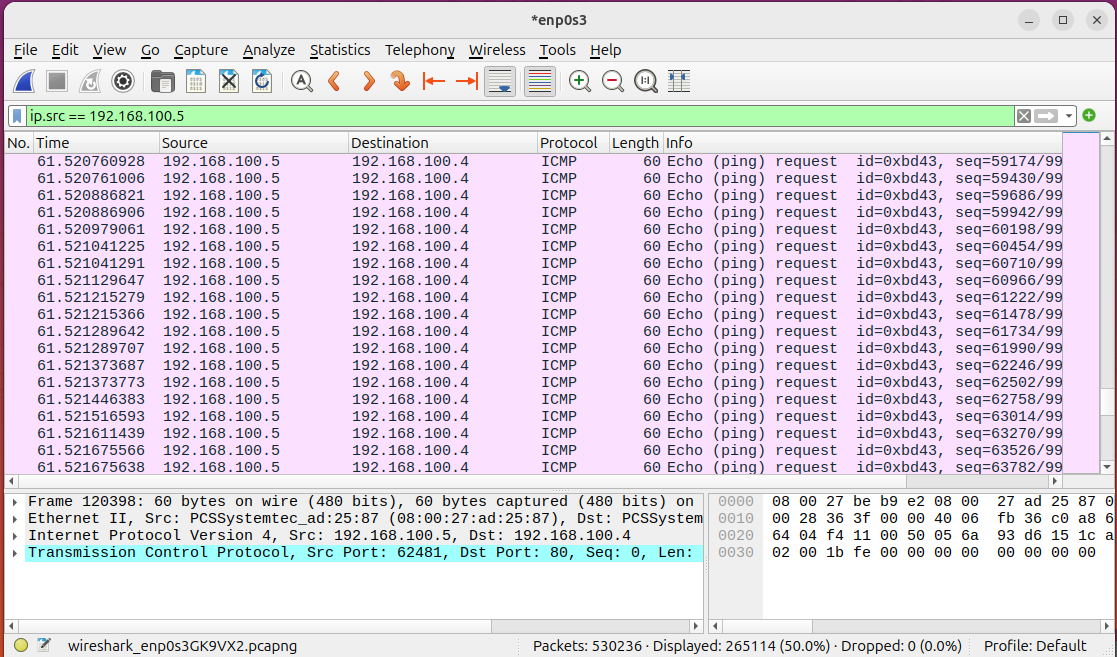 *enp0s3
File Edit View Go Capture Analyze Statistics Telephony Wireless Tools Help
ip.src == 192.168.100.5
No. Time Source Destination Protocol Length Info
61.520760928 192.168.100.5 192.168.100.4 ICMP 60 Echo (ping) request id=0xbd43, seq=59174/99
61.520761006 192.168.100.5 192.168.100.4 ICMP 60 Echo (ping) request id=0xbd43, seq=59430/99
61.520886821 192.168.100.5 192.168.100.4 ICMP 60 Echo (ping) request id=0xbd43, seq=59686/99
61.520886906 192.168.100.5 192.168.100.4 ICMP 60 Echo (ping) request id=0xbd43, seq=59942/99
61.520979061 192.168.100.5 192.168.100.4 ICMP 60 Echo (ping) request id=0xbd43, seq=60198/99
61.521041225 192.168.100.5 192.168.100.4 ICMP 60 Echo (ping) request id=0xbd43, seq=60454/99
61.521041291 192.168.100.5 192.168.100.4 ICMP 60 Echo (ping) request id=0xbd43, seq=60710/99
61.521129647 192.168.100.5 192.168.100.4 ICMP 60 Echo (ping) request id=0xbd43, seq=60966/99
61.521215279 192.168.100.5 192.168.100.4 ICMP 60 Echo (ping) request id=0xbd43, seq=61222/99
61.521215366 192.168.100.5 192.168.100.4 ICMP 60 Echo (ping) request id=0xbd43, seq=61478/99
61.521289642 192.168.100.5 192.168.100.4 ICMP 60 Echo (ping) request id=0xbd43, seq=61734/99
61.521289707 192.168.100.5 192.168.100.4 ICMP 60 Echo (ping) request id=0xbd43, seq=61990/99
61.521373687 192.168.100.5 192.168.100.4 ICMP 60 Echo (ping) request id=0xbd43, seq=62246/99
61.521373773 192.168.100.5 192.168.100.4 ICMP 60 Echo (ping) request id=0xbd43, seq=62502/99
61.521446383 192.168.100.5 192.168.100.4 ICMP 60 Echo (ping) request id=0xbd43, seq=62758/99
61.521516593 192.168.100.5 192.168.100.4 ICMP 60 Echo (ping) request id=0xbd43, seq=63014/99
61.521611439 192.168.100.5 192.168.100.4 ICMP 60 Echo (ping) request id=0xbd43, seq=63270/99
61.521675566 192.168.100.5 192.168.100.4 ICMP 60 Echo (ping) request id=0xbd43, seq=63526/99
61.521675638 192.168.100.5 192.168.100.4 ICMP 60 Echo (ping) request id=0xbd43, seq=63782/99
Frame 120398: 60 bytes on wire (480 bits), 60 bytes captured (480 bits) on
Ethernet II, Src: PCSSystemtec_ad:25:87 (08:00:27:ad:25:87), Dst: PCSSystem
Internet Protocol Version 4, Src: 192.168.100.5, Dst: 192.168.100.4
Transmission Control Protocol, Src Port: 62481, Dst Port: 80, Seq: 0, Len:
0000 08 00 27 be b9 e2 08 00 27 ad 25 87 0
0010 00 28 36 3f 00 00 40 06 fb 36 c0 a8 6
0020 64 04 f4 11 00 50 05 6a 93 d6 15 1c a
0030 02 00 1b fe 00 00 00 00 00 00 00 00
wireshark_enp0s3GK9VX2.pcapng
Packets: 530236 · Displayed: 265114 (50.0%) · Dropped: 0 (0.0%)
Profile: Default